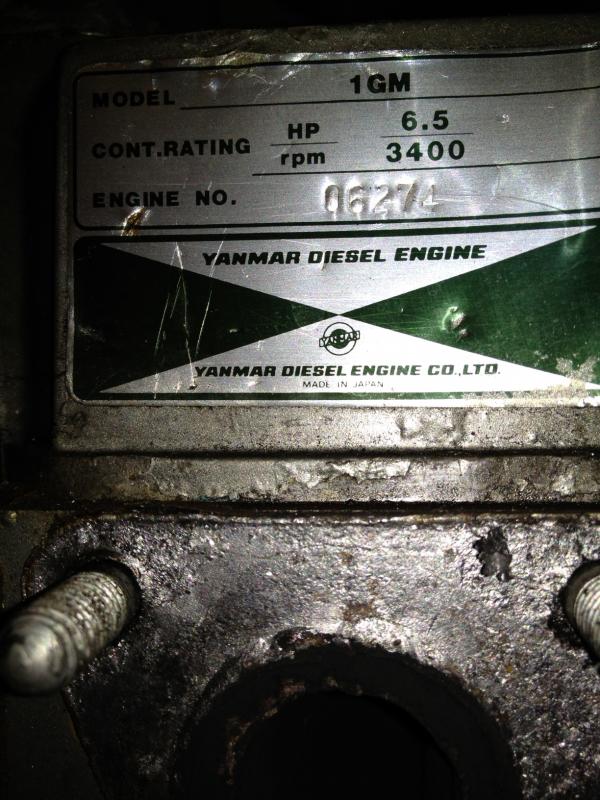 MODEL 1GM
CONT.RATING HP 6.5
rpm 3400
ENGINE NO. 06274
YANMAR DIESEL ENGINE
YANMAR
YANMAR DIESEL ENGINE CO.,LTD.
MADE IN JAPAN